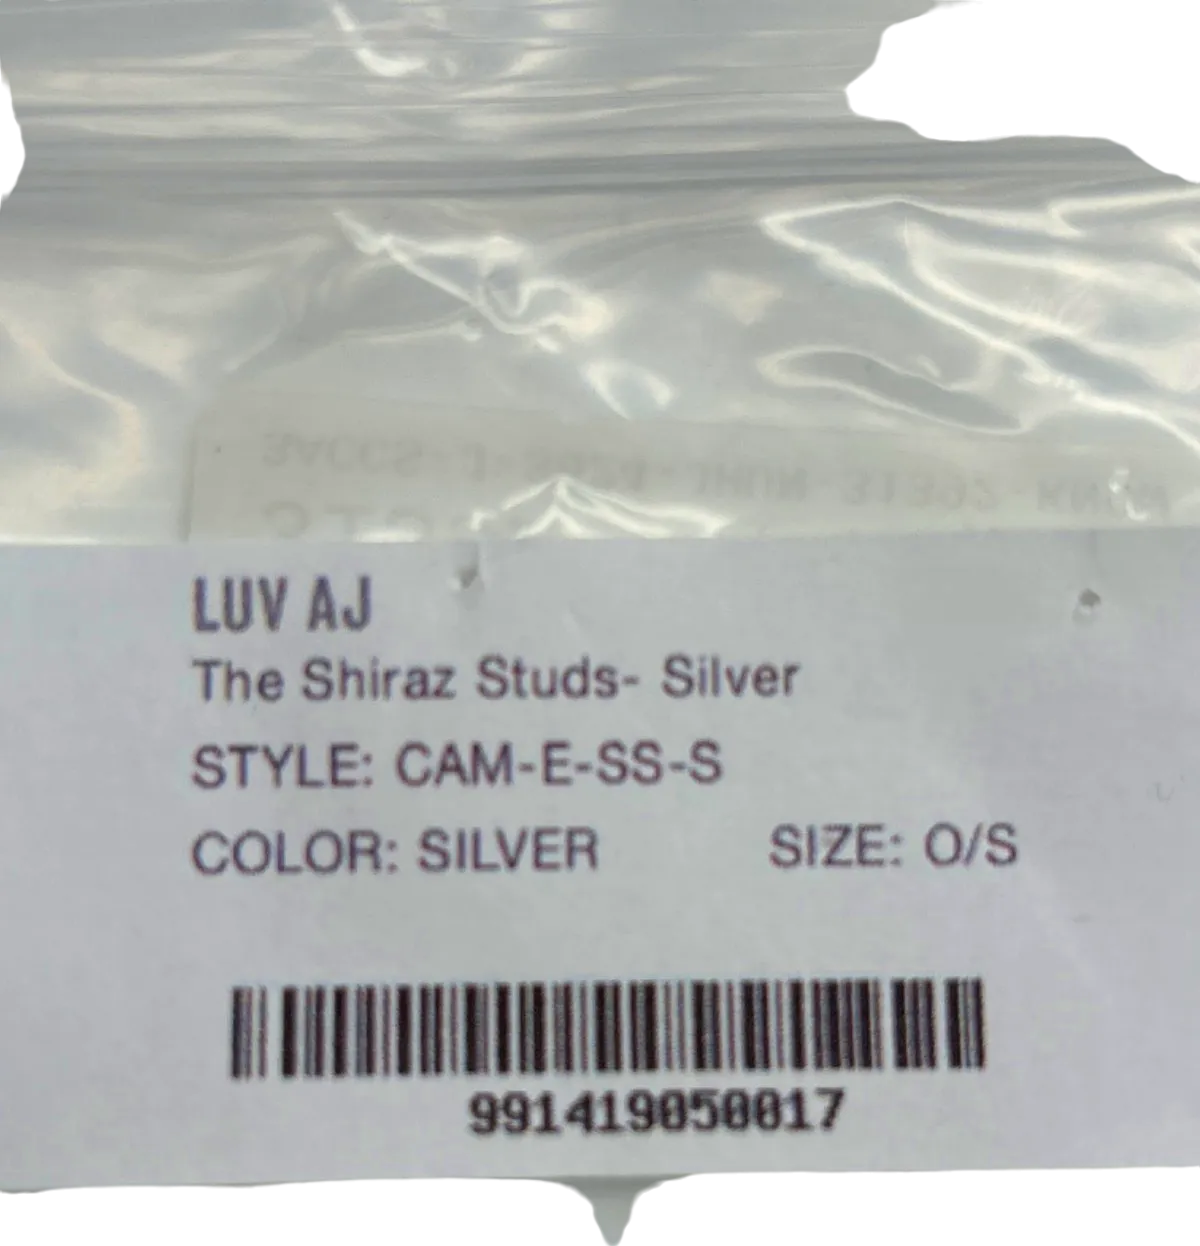 LUV AJ
The Shiraz Studs- Silver
STYLE: CAM-E-SS-S
COLOR: SILVER SIZE: O/S
991419050017